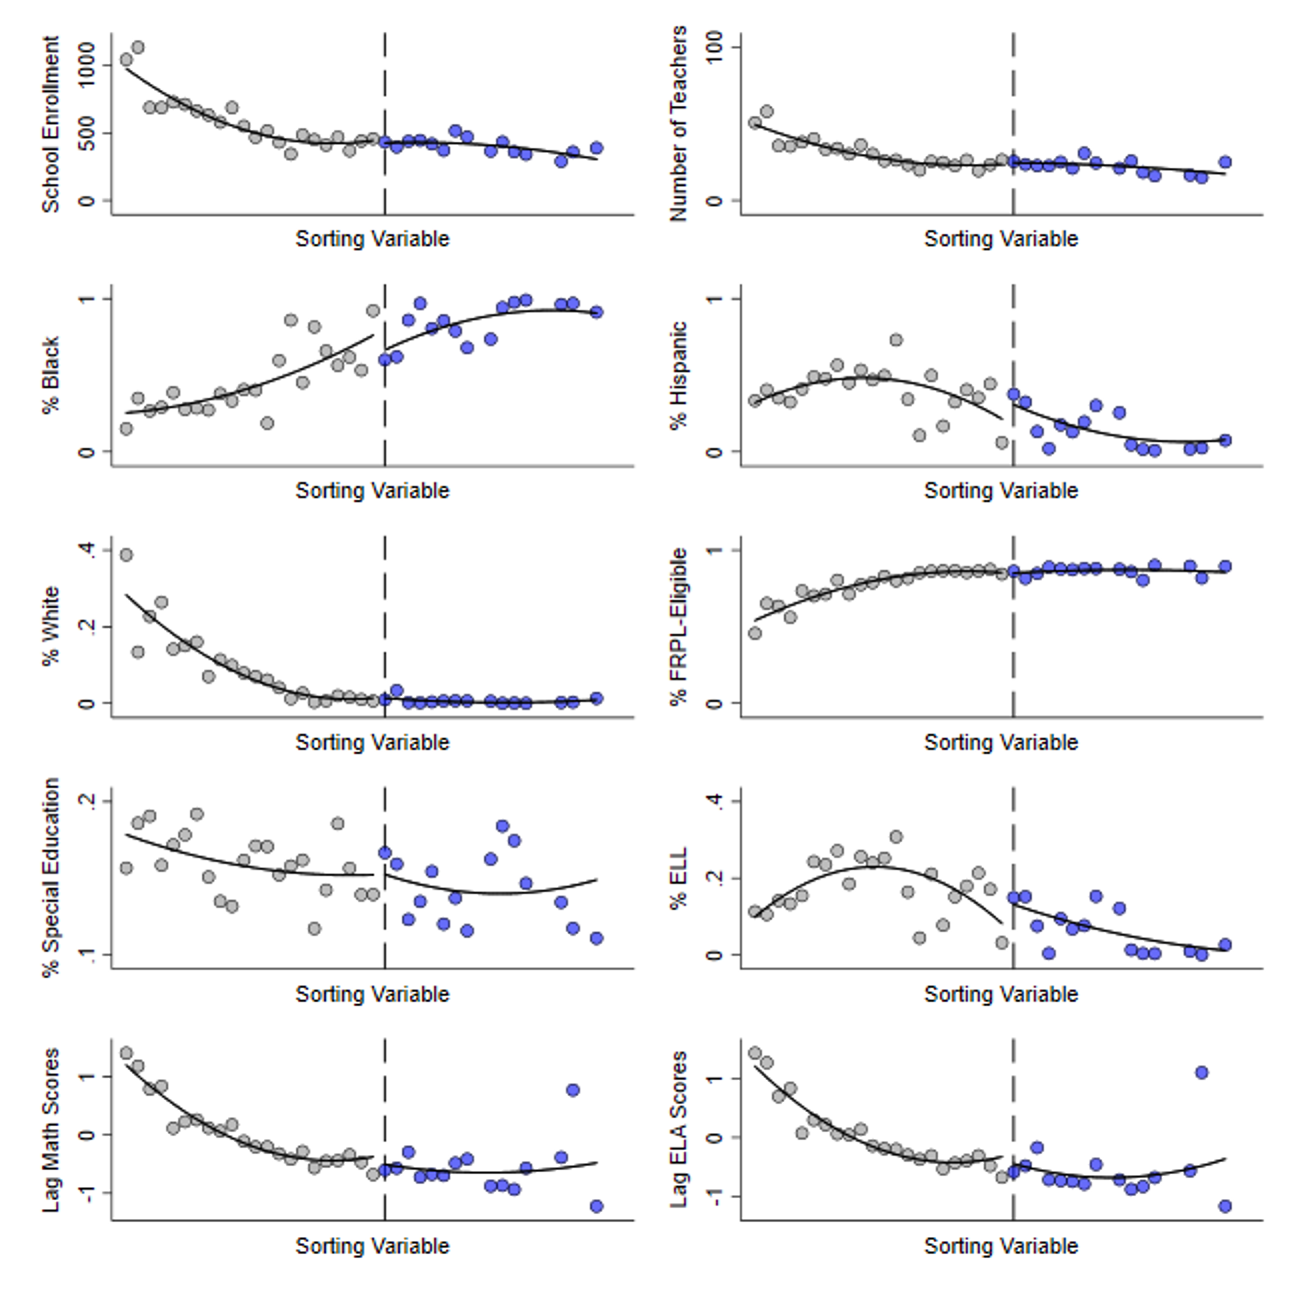 School Enrollment
1000
500
0
Sorting Variable
Number of Teachers
100
0
Sorting Variable
% Black
1
0
Sorting Variable
% Hispanic
1
0
Sorting Variable
% White
.4
.2
0
Sorting Variable
% FRPL-Eligible
1
0
Sorting Variable
% Special Education
.2
.1
Sorting Variable
% ELL
.4
.2
0
Sorting Variable
Lag Math Scores
1
0
-1
Sorting Variable
Lag ELA Scores
1
0
-1
Sorting Variable